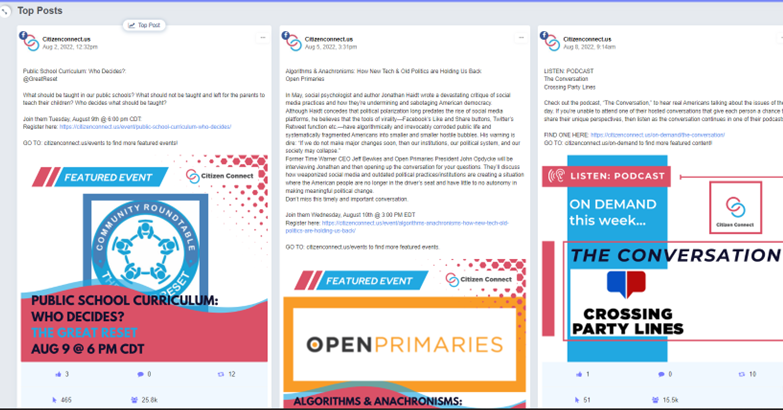 Top Posts
Top Post
Citizenconnect.us
Aug 2, 2022, 12:32pm
Public School Curriculum: Who Decides?
@GreatReset
What should be taught in our public schools? What should not be taught and left for the parents to
teach their children? Who decides what should be taught?
Join them Tuesday, August 9th @ 6:00 pm CDT.
Register here: https://citizenconnect.us/event/public-school-curriculum-who-decides/
GO TO: citizenconnect.us/events to find more featured events!
FEATURED EVENT
Citizen Connect
COMMUNITY ROUNDTABLE
PUBLIC SCHOOL CURRICULUM:
WHO DECIDES?
THE GREAT RESET
AUG 9 @ 6 PM CDT
3
0
12
465
25.8k
Citizenconnect.us
Aug 5, 2022, 3:31pm
Algorithms & Anachronisms: How New Tech & Old Politics are Holding Us Back
Open Primaries
In May, social psychologist and author Jonathan Haidt wrote a devastating critique of social
media practices and how they're undermining and sabotaging American democracy.
Although Haidt concedes that political polarization long predates the rise of social media
platforms, he believes that the tools of virality—Facebook's Like and Share buttons, Twitter's
Retweet function etc.—have algorithmically and irrevocably corroded public life and
systematically fragmented Americans into smaller and smaller hostile bubbles. His warning is
dire: "If we do not make major changes soon, then our institutions, our political system, and our
society may collapse."
Former Time Warner CEO Jeff Bewkes and Open Primaries President John Opdycke will be
interviewing Jonathan and then opening up the conversation for your questions. They'll discuss
how weaponized social media and outdated political practices/institutions are creating a situation
where the American people are no longer in the driver's seat and have little to no autonomy in
making meaningful political change.
Don't miss this timely and important conversation.
Join them Wednesday, August 10th @ 3:00 PM EDT
Register here: https://citizenconnect.us/event/algorithms-anachronisms-how-new-tech-old-
politics-are-holding-us-back/
GO TO: citizenconnect.us/events to find more featured events.
FEATURED EVENT
Citizen Connect
OPENPRIMARIES
ALGORITHMS & ANACHRONISMS:
Citizenconnect.us
Aug 8, 2022, 9:14am
LISTEN: PODCAST
The Conversation
Crossing Party Lines
Check out the podcast, "The Conversation," to hear real Americans talking about the issues of the
day. If you're unable to attend one of their hosted conversations that give each person a chance t
share their unique perspectives, then listen as the conversation continues in one of their podcasts
FIND ONE HERE: https://citizenconnect.us/on-demand/the-conversation/
GO TO: citizenconnect.us/on-demand to find more featured content!
LISTEN: PODCAST
ON DEMAND
this week...
Citizen Connect
THE CONVERSATION
CROSSING
PARTY LINES
1
0
10
51
15.5k